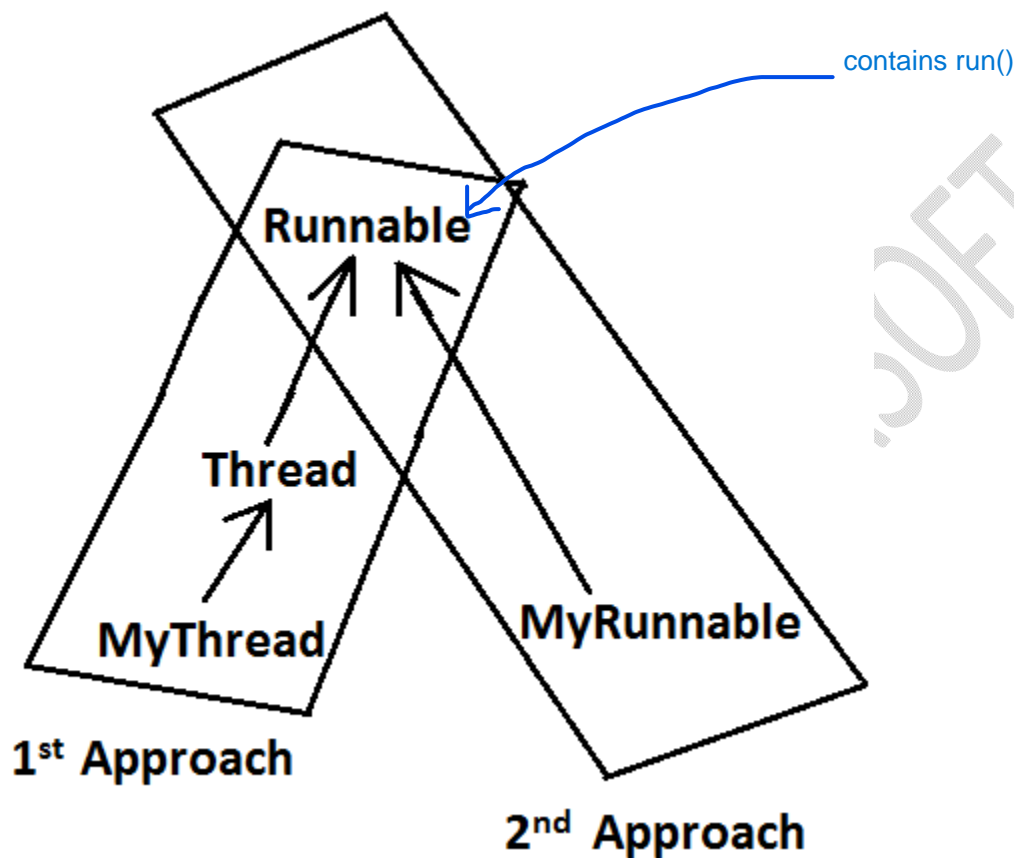 contains run()
Runnable
Thread
MyThread
MyRunnable
1st Approach
2nd Approach